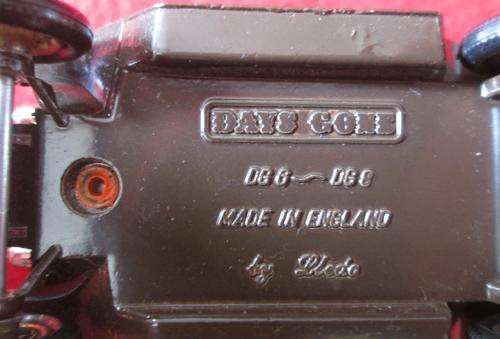 DAYS GONE
DG 6 ~ DG 8
MADE IN ENGLAND
by Lledo